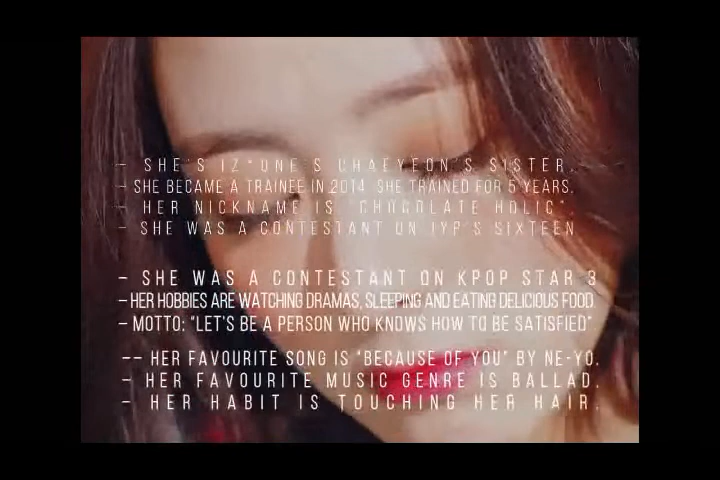 - SHE'S IZ*ONE'S CHAEYEON'S SISTER.
- SHE BECAME A TRAINEE IN 2014. SHE TRAINED FOR 5 YEARS.
- HER NICKNAME IS "CHOCOLATE HOLIC".
- SHE WAS A CONTESTANT ON JYP'S SIXTEEN
- SHE WAS A CONTESTANT ON KPOP STAR 3
- HER HOBBIES ARE WATCHING DRAMAS, SLEEPING AND EATING DELICIOUS FOOD.
- MOTTO: "LET'S BE A PERSON WHO KNOWS HOW TO BE SATISFIED".
-- HER FAVOURITE SONG IS "BECAUSE OF YOU" BY NE-YO.
- HER FAVOURITE MUSIC GENRE IS BALLAD.
- HER HABIT IS TOUCHING HER HAIR.